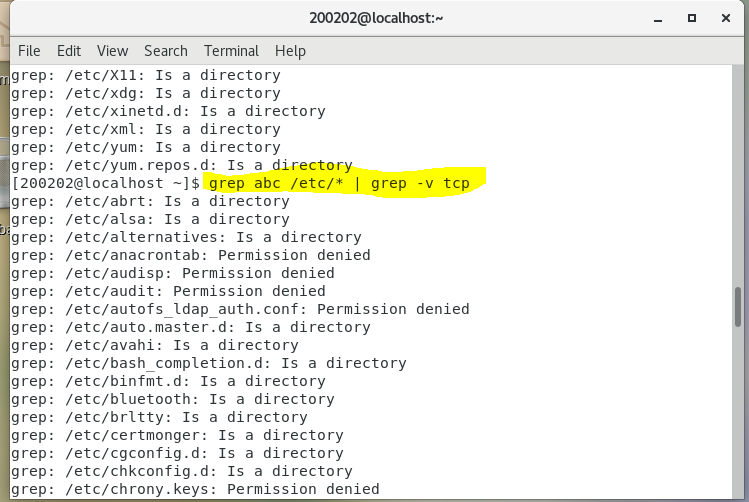 200202@localhost:~
File Edit View Search Terminal Help
grep: /etc/X11: Is a directory
grep: /etc/xdg: Is a directory
grep: /etc/xinetd.d: Is a directory
grep: /etc/xml: Is a directory
grep: /etc/yum: Is a directory
grep: /etc/yum.repos.d: Is a directory
[200202@localhost ~]$ grep abc /etc/* | grep -v tcp
grep: /etc/abrt: Is a directory
grep: /etc/alsa: Is a directory
grep: /etc/alternatives: Is a directory
grep: /etc/anacrontab: Permission denied
grep: /etc/audisp: Permission denied
grep: /etc/audit: Permission denied
grep: /etc/autofs_ldap_auth.conf: Permission denied
grep: /etc/auto.master.d: Is a directory
grep: /etc/avahi: Is a directory
grep: /etc/bash_completion.d: Is a directory
grep: /etc/binfmt.d: Is a directory
grep: /etc/bluetooth: Is a directory
grep: /etc/brltty: Is a directory
grep: /etc/certmonger: Is a directory
grep: /etc/cgconfig.d: Is a directory
grep: /etc/chkconfig.d: Is a directory
grep: /etc/chrony.keys: Permission denied